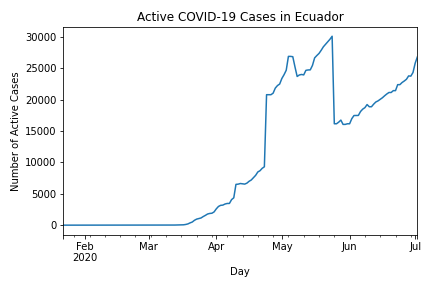 Active COVID-19 Cases in Ecuador
30000
25000
20000
15000
10000
5000
0
Number of Active Cases
Feb Mar Apr May Jun Jul
2020
Day